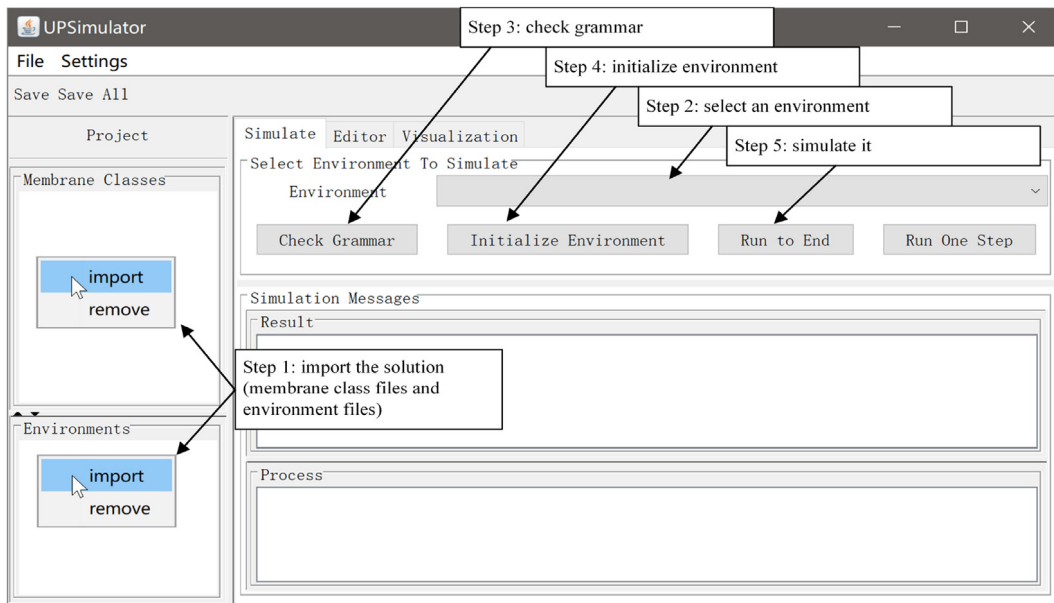 UPSimulator
Step 3: check grammar
File Settings
Step 4: initialize environment
Save Save All
Step 2: select an environment
Project
Simulate Editor Visualization
Step 5: simulate it
Select Environment To Simulate
Membrane Classes
Environment
Check Grammar Initialize Environment Run to End Run One Step
import
remove
Simulation Messages
Result
Step 1: import the solution
(membrane class files and
environment files)
Environments
import
remove
Process